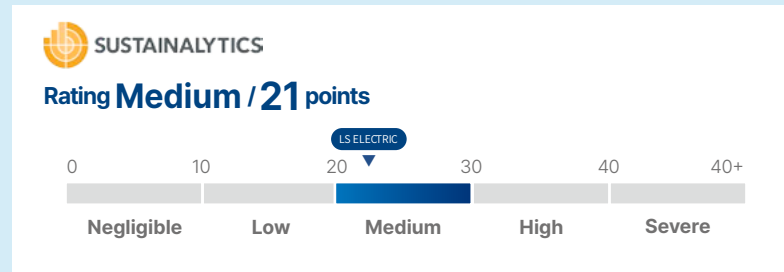 SUSTAINALYTICS
Rating Medium / 21 points
LS ELECTRIC
0 10 20 30 40 40+
Negligible Low Medium High Severe